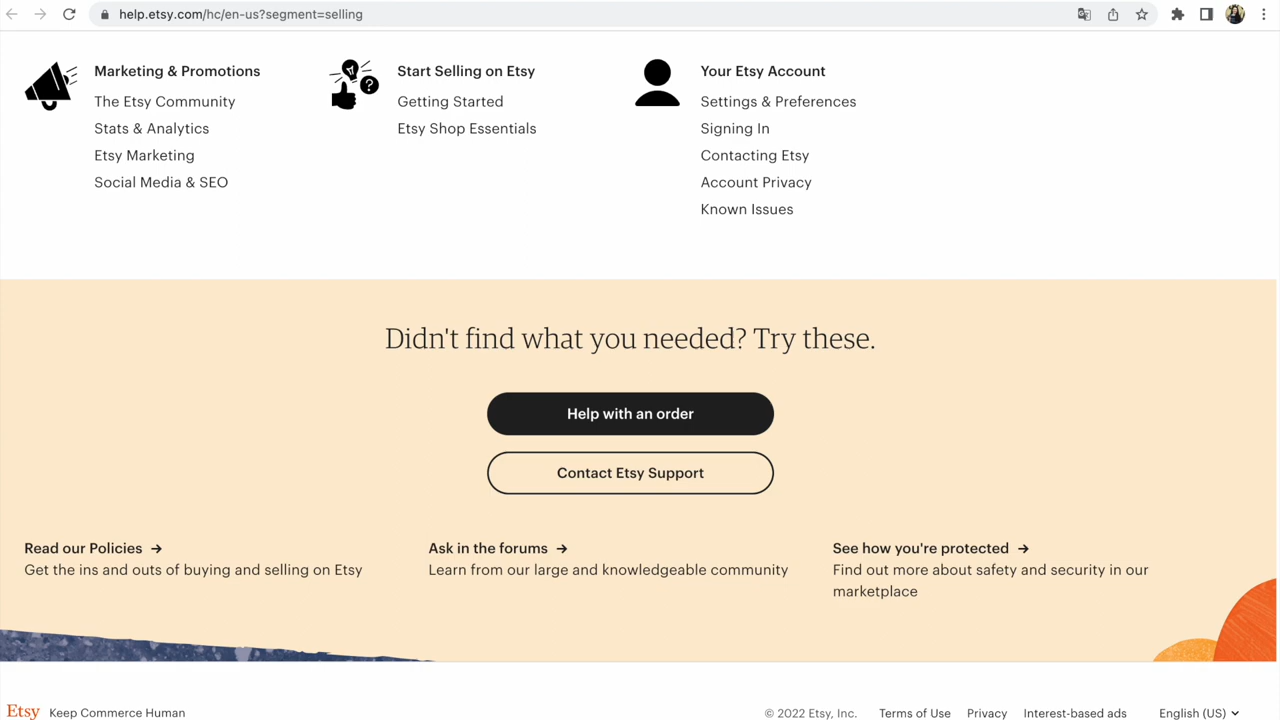 help.etsy.com/hc/en-us?segment=selling
Marketing & Promotions
The Etsy Community
Stats & Analytics
Etsy Marketing
Social Media & SEO
Start Selling on Etsy
Getting Started
Etsy Shop Essentials
Your Etsy Account
Settings & Preferences
Signing In
Contacting Etsy
Account Privacy
Known Issues
?
Didn't find what you needed? Try these.
Help with an order
Contact Etsy Support
Read our Policies →
Get the ins and outs of buying and selling on Etsy
Ask in the forums →
Learn from our large and knowledgeable community
See how you're protected →
Find out more about safety and security in our
marketplace
Etsy Keep Commerce Human
© 2022 Etsy, Inc. Terms of Use Privacy Interest-based ads English (US)